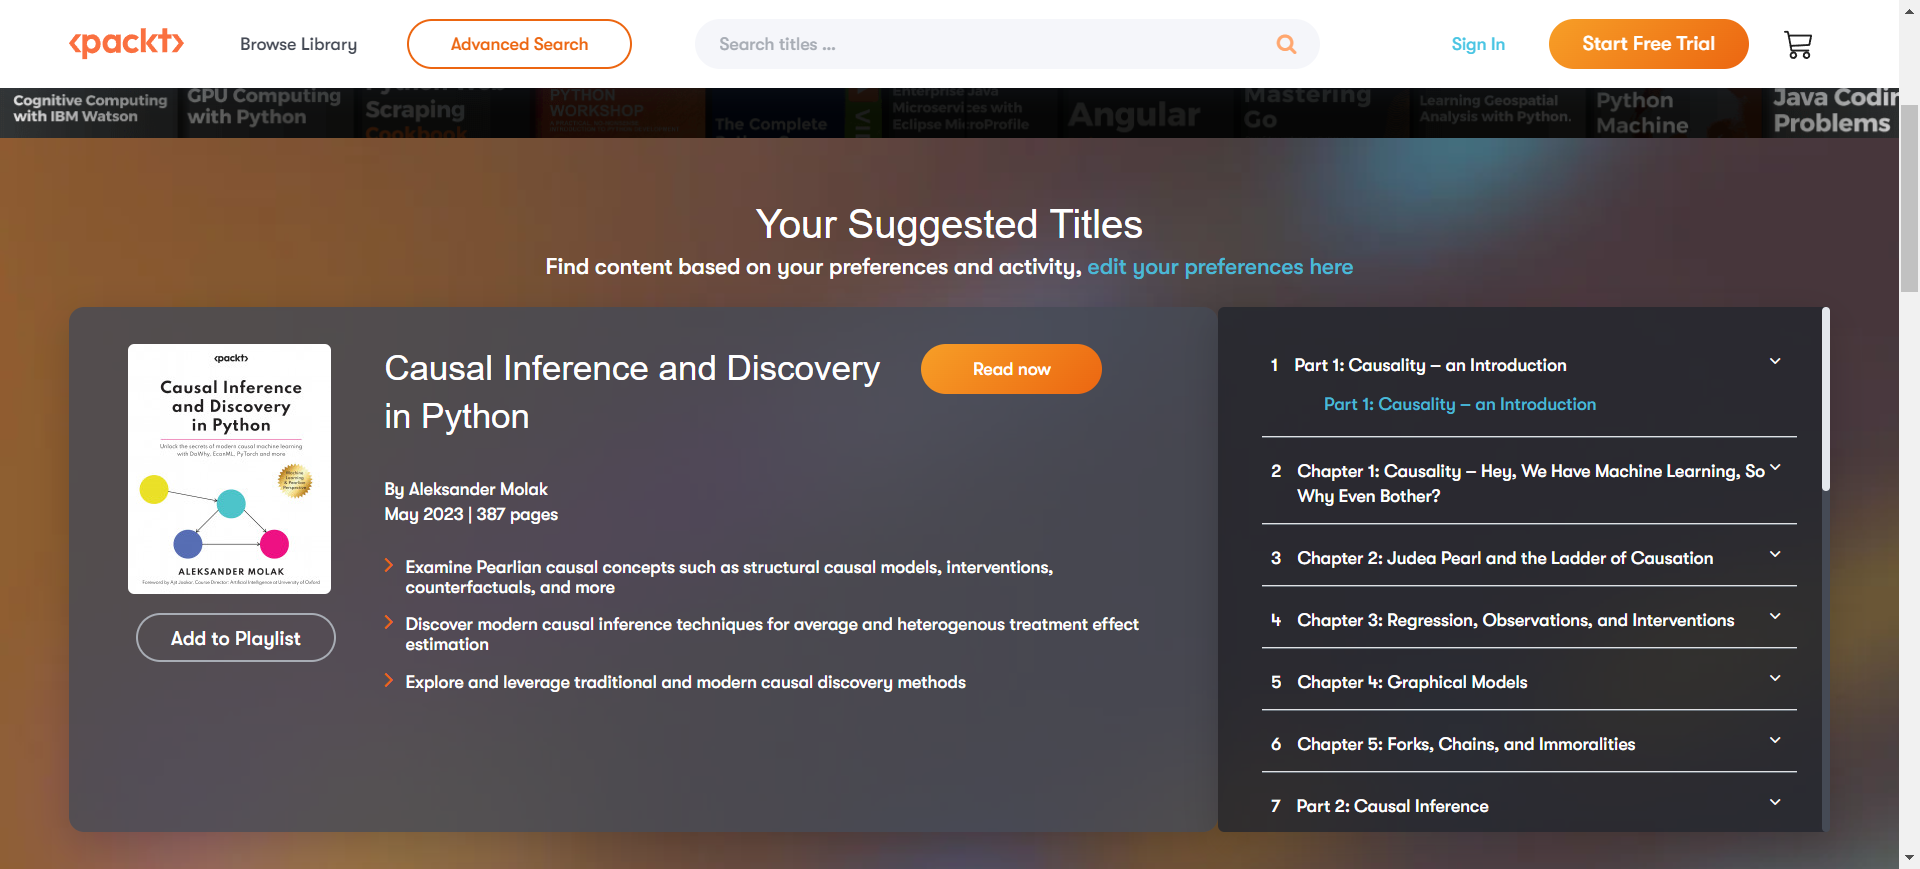 <packt>
Browse Library
Advanced Search
Search titles ...
Sign In
Start Free Trial
Cognitive Computing
with IBM Watson
GPU Computing
with Python
Python Web
Scraping
Cookbook
PYTHON
WORKSHOP
The Complete
Enterprise Java
Microservices with
Eclipse MicroProfile
Angular
Mastering
Go
Learning Geospatial
Analysis with Python.
Python
Machine
Java Codin
Problems
Your Suggested Titles
Find content based on your preferences and activity, edit your preferences here
<packt>
Causal Inference
and Discovery
in Python
Unlock the secrets of modern causal machine learning
with DoWhy, EconML, PyTorch and more
ALEKSANDER MOLAK
Add to Playlist
Causal Inference and Discovery
in Python
Read now
By Aleksander Molak
May 2023 | 387 pages
Examine Pearlian causal concepts such as structural causal models, interventions,
counterfactuals, and more
Discover modern causal inference techniques for average and heterogenous treatment effect
estimation
Explore and leverage traditional and modern causal discovery methods
1 Part 1: Causality – an Introduction
Part 1: Causality – an Introduction
2 Chapter 1: Causality – Hey, We Have Machine Learning, So
Why Even Bother?
3 Chapter 2: Judea Pearl and the Ladder of Causation
4 Chapter 3: Regression, Observations, and Interventions
5 Chapter 4: Graphical Models
6 Chapter 5: Forks, Chains, and Immoralities
7 Part 2: Causal Inference